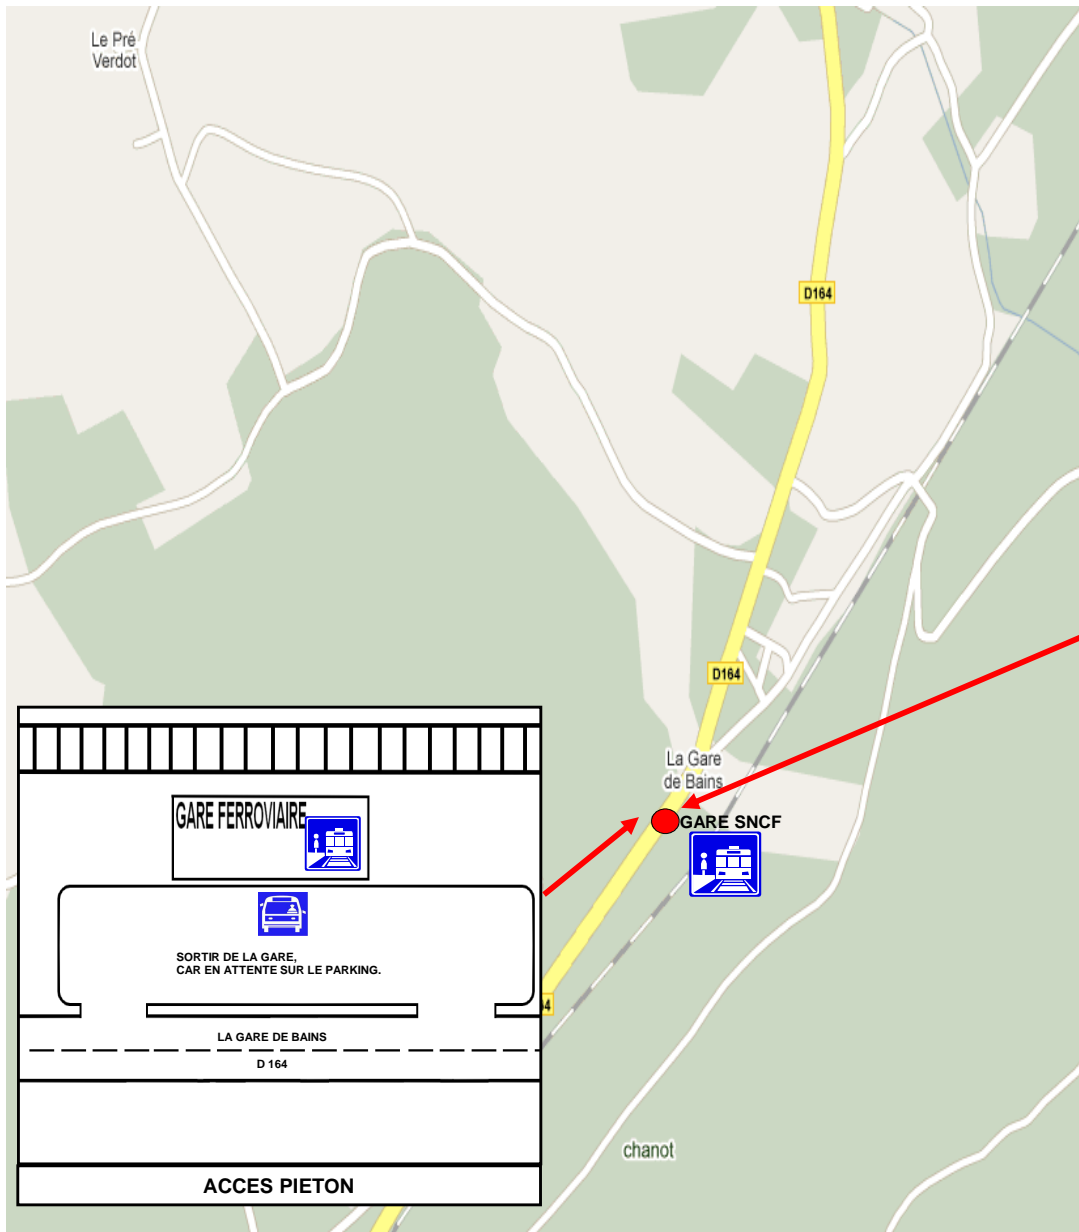 Le Pré
Verdot
D164
D164
La Gare
de Bains
GARE SNCF
GARE FERROVIAIRE
SORTIR DE LA GARE,
CAR EN ATTENTE SUR LE PARKING.
4
LA GARE DE BAINS
D 164
chanot
ACCES PIETON